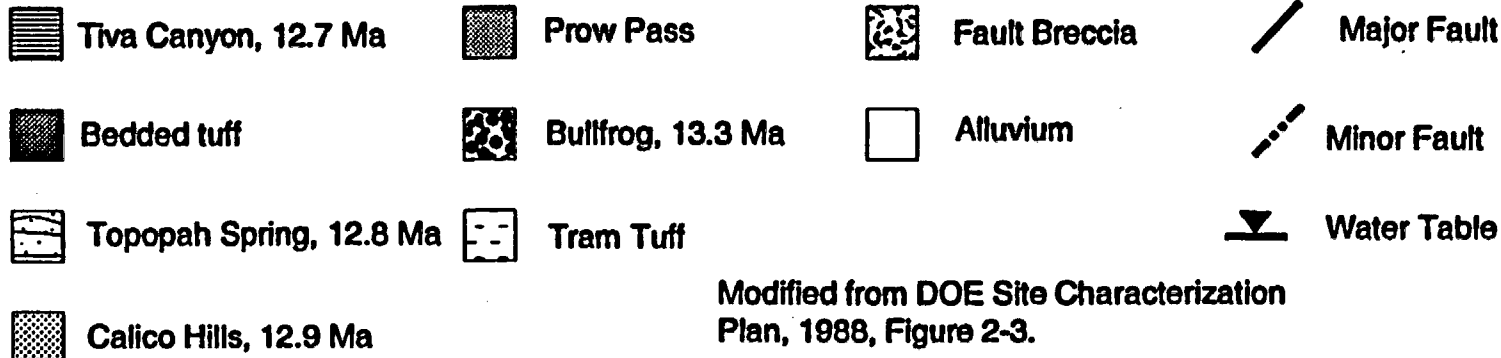 Tiva Canyon, 12.7 Ma
Bedded tuff
Topopah Spring, 12.8 Ma
Calico Hills, 12.9 Ma
Prow Pass
Bullfrog, 13.3 Ma
Tram Tuff
Fault Breccia
Alluvium
Major Fault
Minor Fault
Water Table
Modified from DOE Site Characterization
Plan, 1988, Figure 2-3.